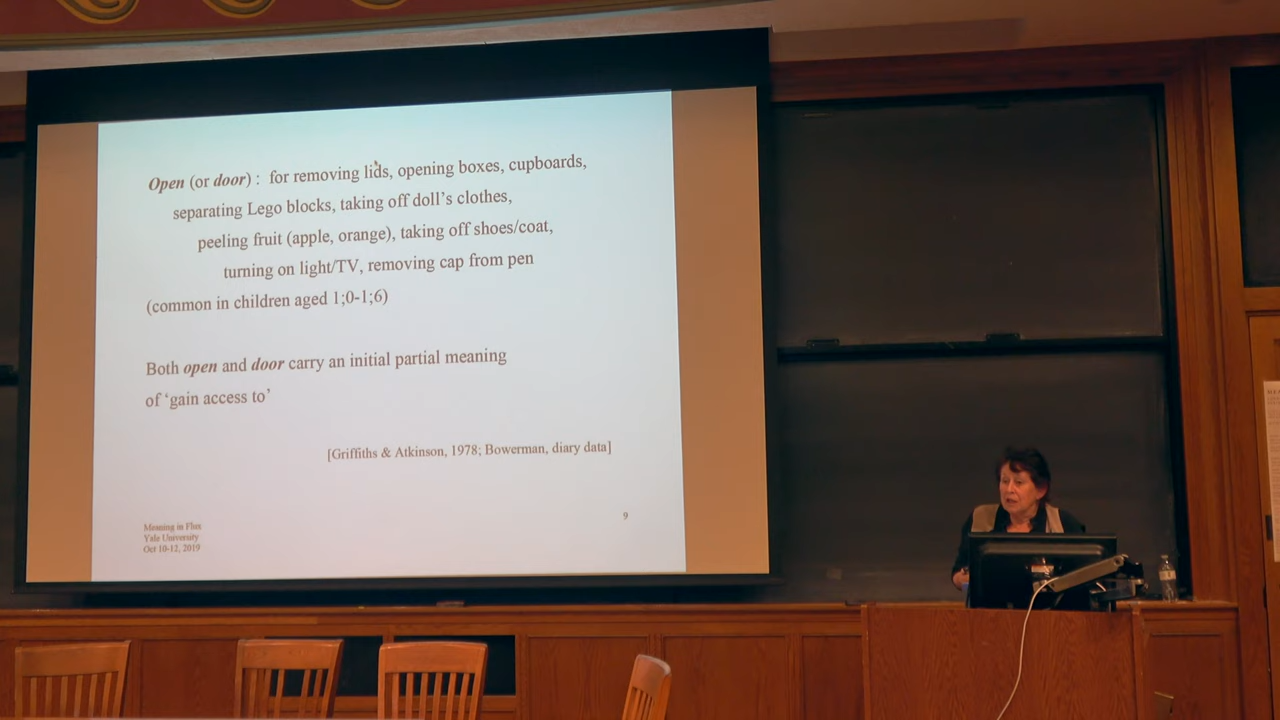 Open (or door) : for removing lids, opening boxes, cupboards,
separating Lego blocks, taking off doll's clothes,
peeling fruit (apple, orange), taking off shoes/coat,
turning on light/TV, removing cap from pen
(common in children aged 1;0-1;6)
Both open and door carry an initial partial meaning
of ‘gain access to’
[Griffiths & Atkinson, 1978; Bowerman, diary data]
9
Meaning in Flux
Yale University
Oct 10-12, 2019